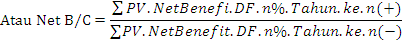 Atau Net B/C = ∑PV.NetBenefi.DF.n%.Tahun.ke.n(+)
∑PV.NetBenefit.DF.n%.Tahun.ke.n(−)